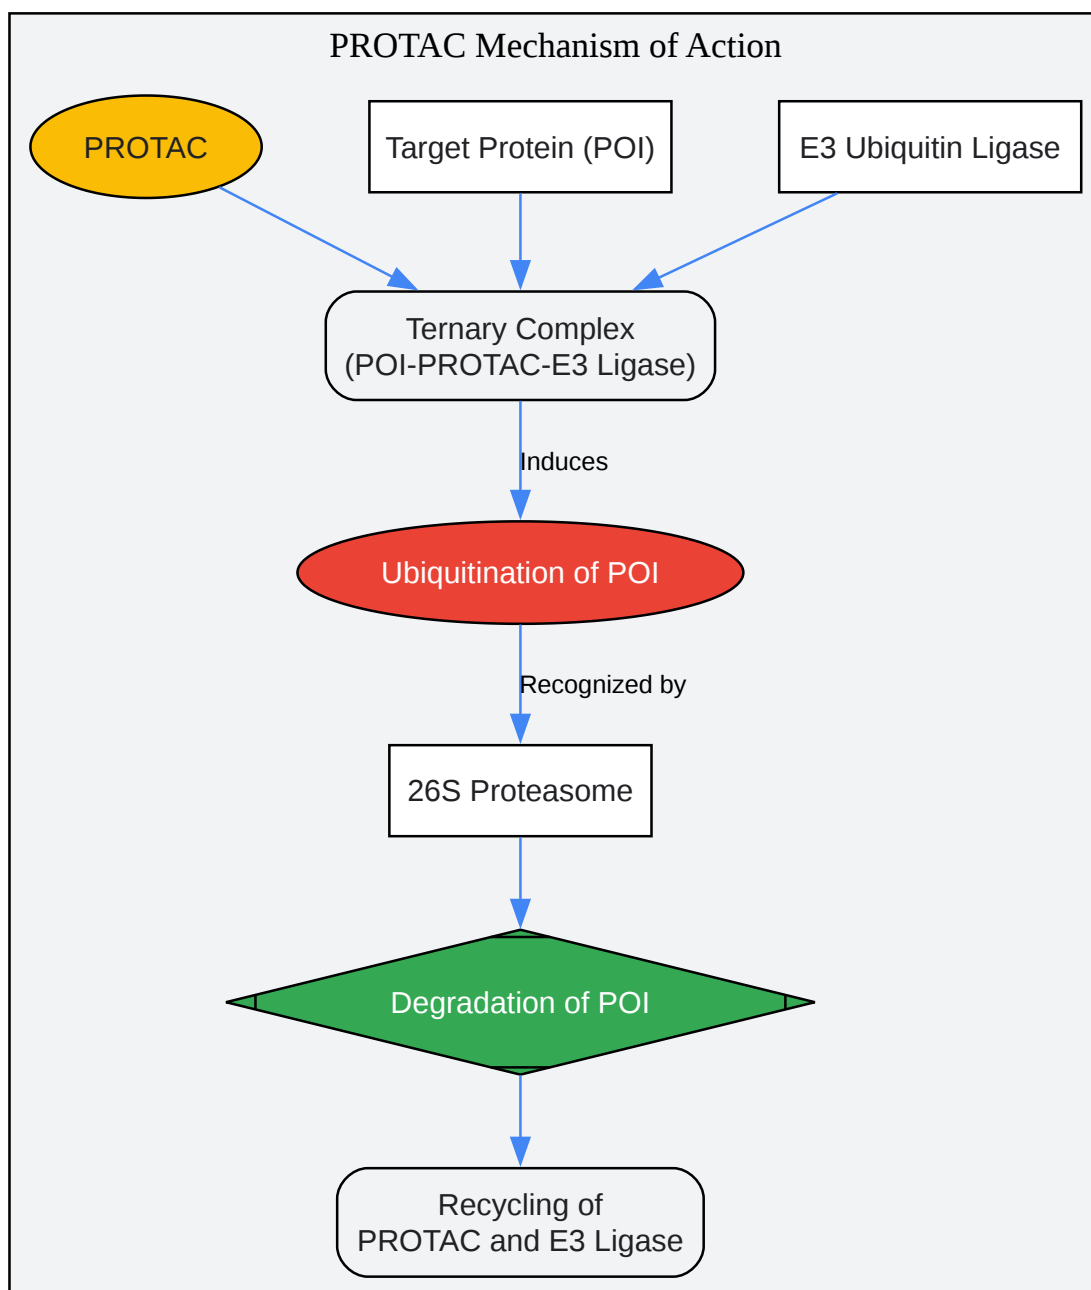 PROTAC Mechanism of Action
PROTAC
Target Protein (POI)
E3 Ubiquitin Ligase
Ternary Complex
(POI-PROTAC-E3 Ligase)
Induces
Ubiquitination of POI
Recognized by
26S Proteasome
Degradation of POI
Recycling of
PROTAC and E3 Ligase